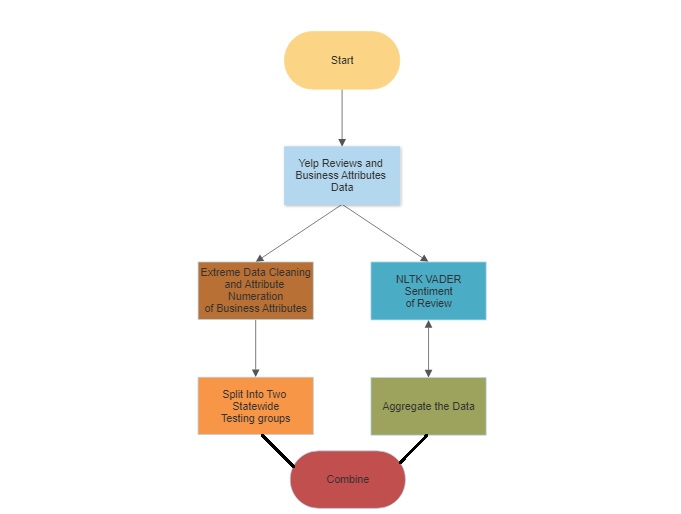 Start
Yelp Reviews and
Business Attributes
Data
Extreme Data Cleaning
and Attribute
Numeration
of Business Attributes
NLTK VADER
Sentiment
of Review
Split Into Two
Statewide
Testing groups
Aggregate the Data
Combine